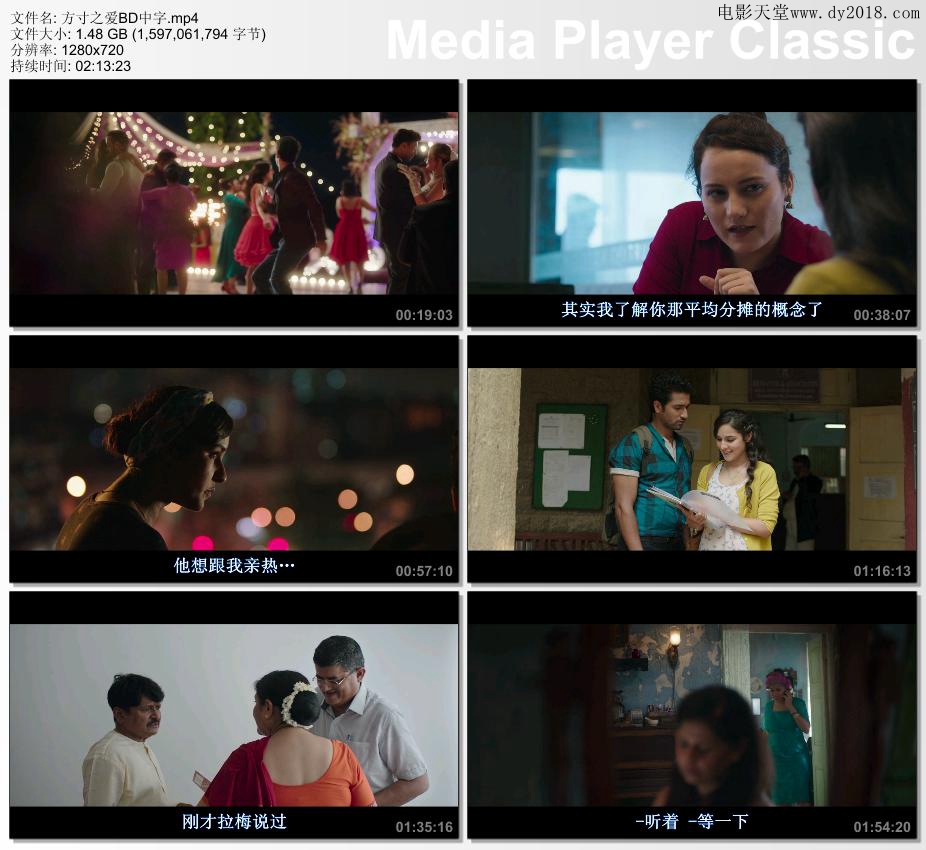 文件名: 方寸之爱BD中字.mp4
电影天堂www.dy2018.com
文件大小: 1.48 GB (1,597,061,794 字节)
分辨率: 1280x720
持续时间: 02:13:23
Media Player Classic
00:19:03
其实我了解你那平均分摊的概念了
00:38:07
他想跟我亲热…
00:57:10
01:16:13
刚才拉梅说过
01:35:16
-听着 -等一下
01:54:20